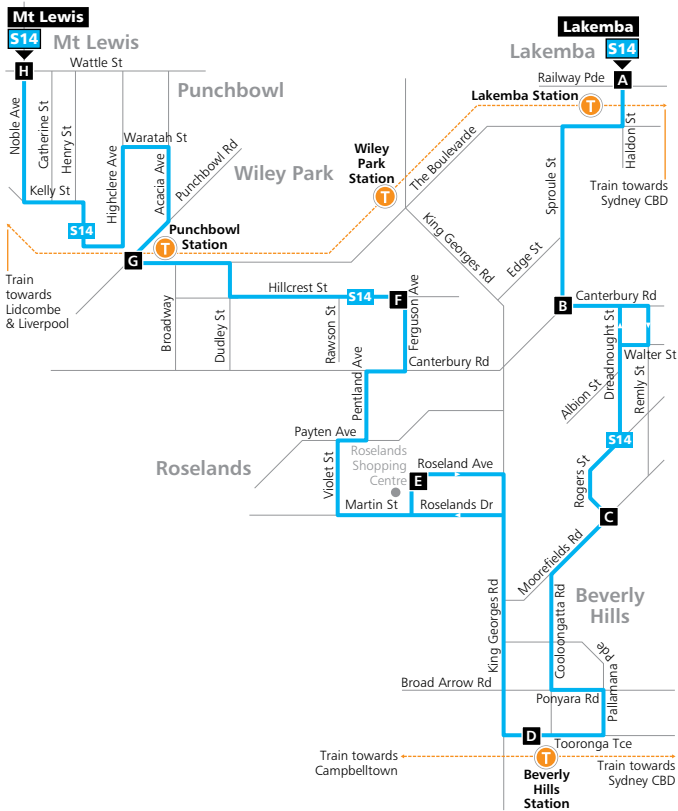 Mt Lewis
S14
Mt Lewis
H
Wattle St
Noble Ave
Catherine St
Henry St
Punchbowl
Highclere Ave
Waratah St
Acacia Ave
Punchbowl Rd
Kelly St
S14
Punchbowl
Station
T
G
Train
towards
Lidcombe
& Liverpool
Wiley Park
Wiley
Park
Station
T
The Boulevarde
Lakemba
S14
Lakemba
Railway Pde
A
Lakemba Station
T
Haldon St
Sproule St
Train towards
Sydney CBD
King Georges Rd
Edge St
B
Canterbury Rd
Dreadnought St
Walter St
Remly St
Albion St
S14
Rogers St
C
Hillcrest St
S14
F
Ferguson Ave
Broadway
Dudley St
Rawson St
Canterbury Rd
Pentland Ave
Payten Ave
Roselands
Violet St
Roselands
Shopping
Centre
E
Roseland Ave
Martin St
Roselands Dr
Moorefields Rd
Beverly
Hills
King Georges Rd
Cooloongatta Rd
Pallamana
Pde
Broad Arrow Rd
Ponyara Rd
D
Tooronga Tce
Train towards
Campbelltown
T
Train towards
Sydney CBD
Beverly
Hills
Station